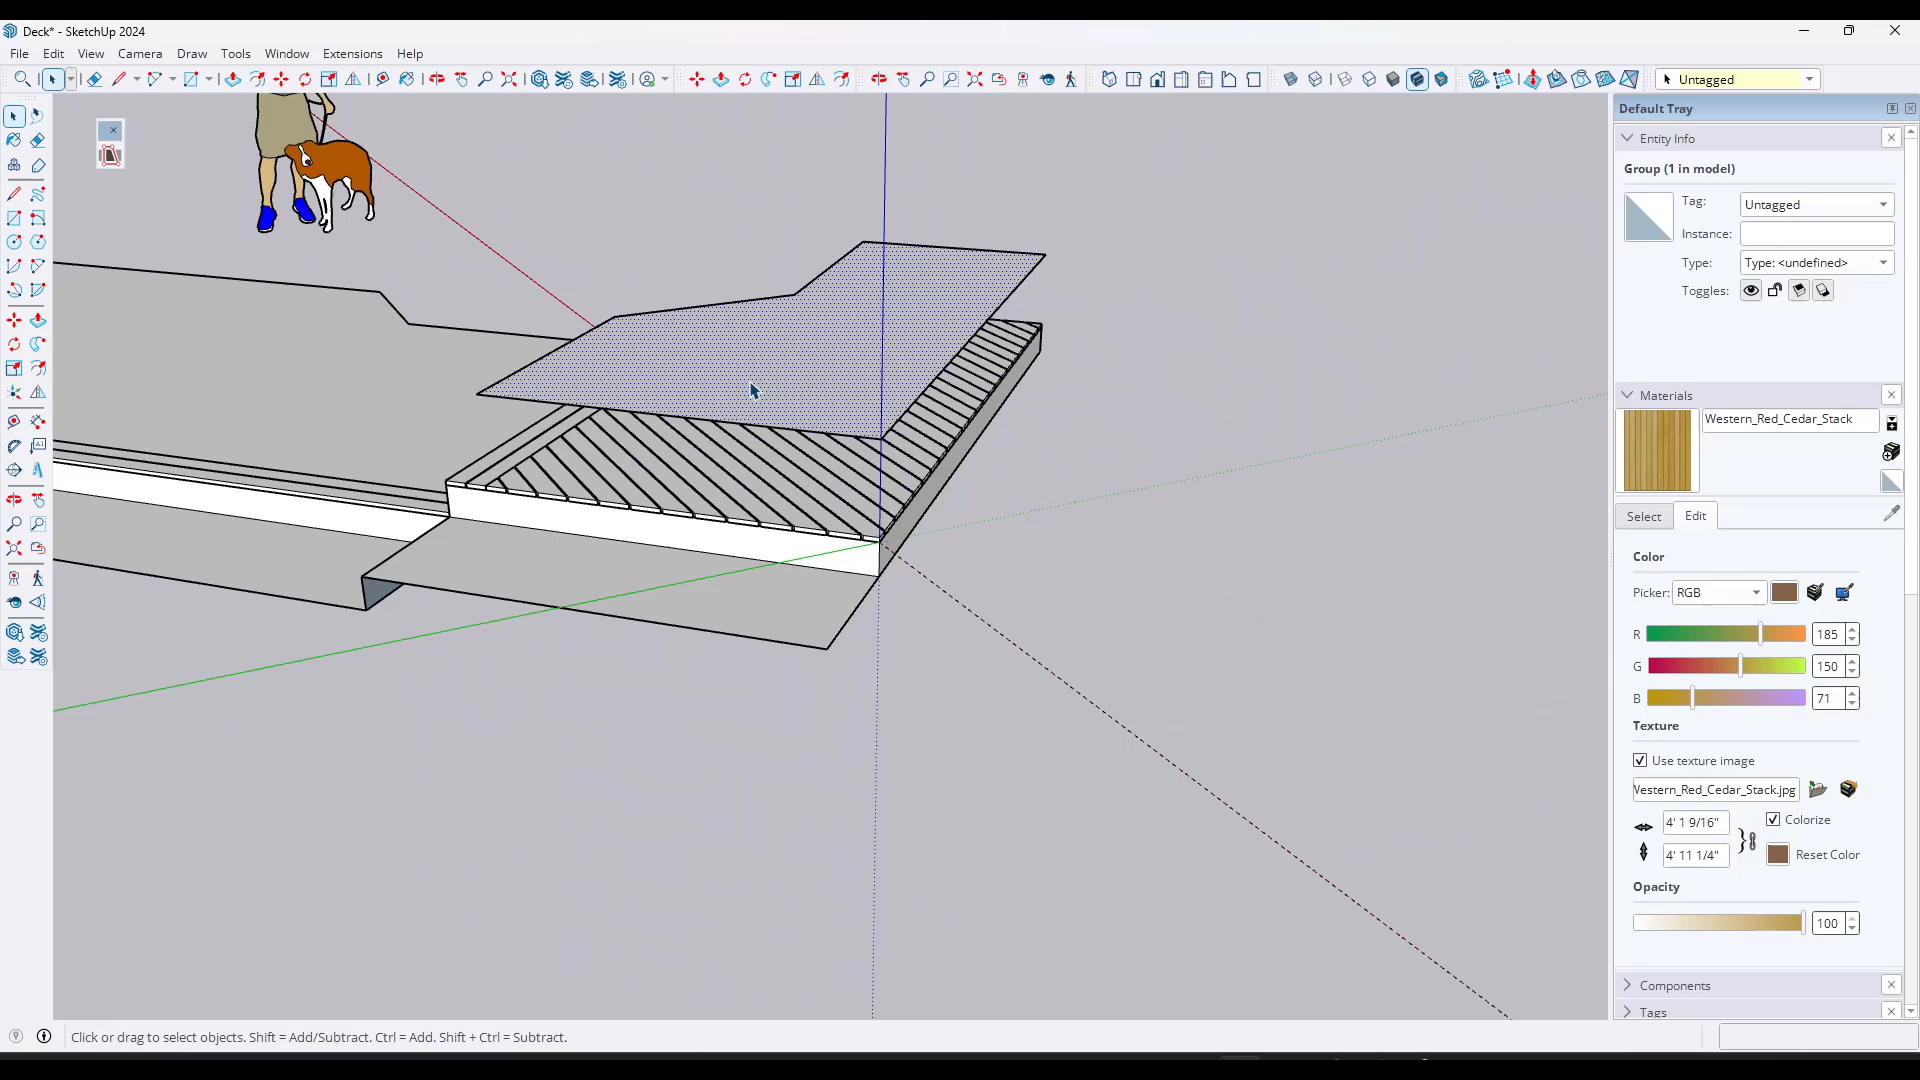 Deck* - SketchUp 2024
File Edit View Camera Draw Tools Window Extensions Help
Untagged
Default Tray
Entity Info
Group (1 in model)
Tag: Untagged
Instance:
Type: Type: <undefined>
Toggles:
Materials
Western_Red_Cedar_Stack
Select Edit
Color
Picker: RGB
R 185
G 150
B 71
Texture
Use texture image
Western_Red_Cedar_Stack.jpg
4' 1 9/16" Colorize
4' 11 1/4" Reset Color
Opacity
100
Components
Tags
Click or drag to select objects. Shift = Add/Subtract. Ctrl = Add. Shift + Ctrl = Subtract.